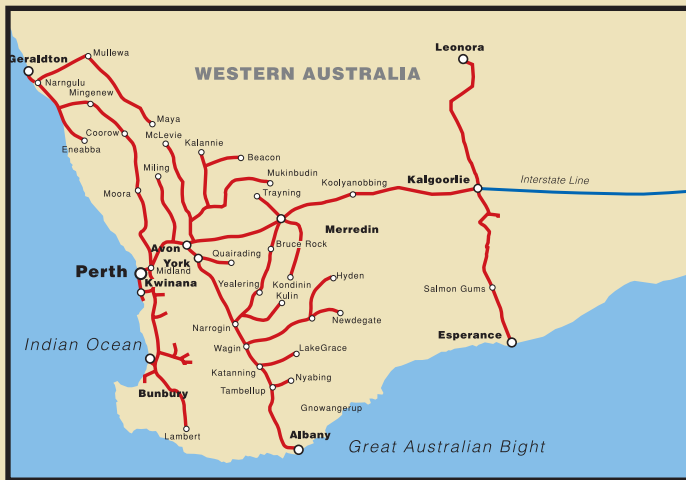 Leonora
Mullewa
Geraldton
WESTERN AUSTRALIA
Narngulu
Mingenew
Maya
Coorow
McLevie
Kalannie
Eneabba
Beacon
Miling
Mukinbudin
Trayning
Koolyanobbing
Kalgoorlie
Interstate Line
Moora
Merredin
Avon
Bruce Rock
York
Quairading
Perth
Midland
Kwinana
Yealering
Kondinin
Hyden
Kulin
Salmon Gums
Narrogin
Newdegate
Esperance
Indian Ocean
Wagin
LakeGrace
Katanning
Nyabing
Bunbury
Tambellup
Gnowangerup
Lambert
Albany
Great Australian Bight